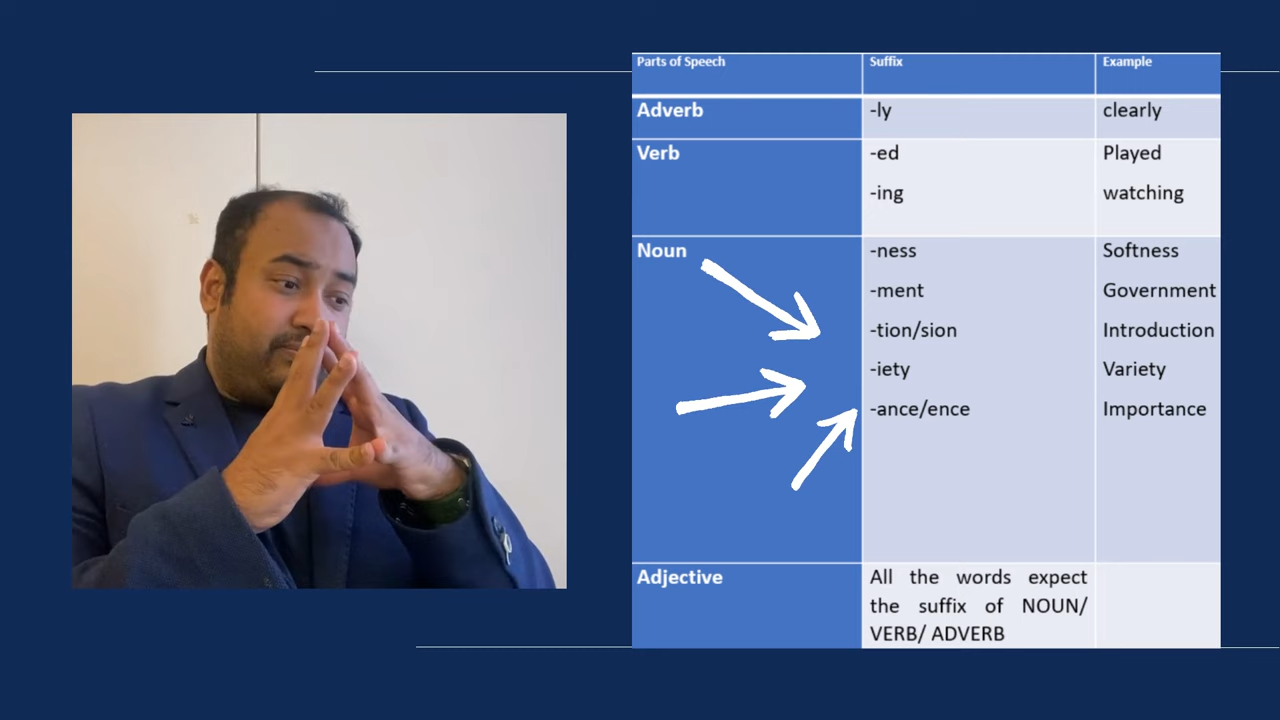 Parts of Speech Suffix Example
Adverb -ly clearly
Verb -ed Played
-ing watching
Noun -ness Softness
-ment Government
-tion/sion Introduction
-iety Variety
-ance/ence Importance
Adjective All the words expect
the suffix of NOUN/
VERB/ ADVERB